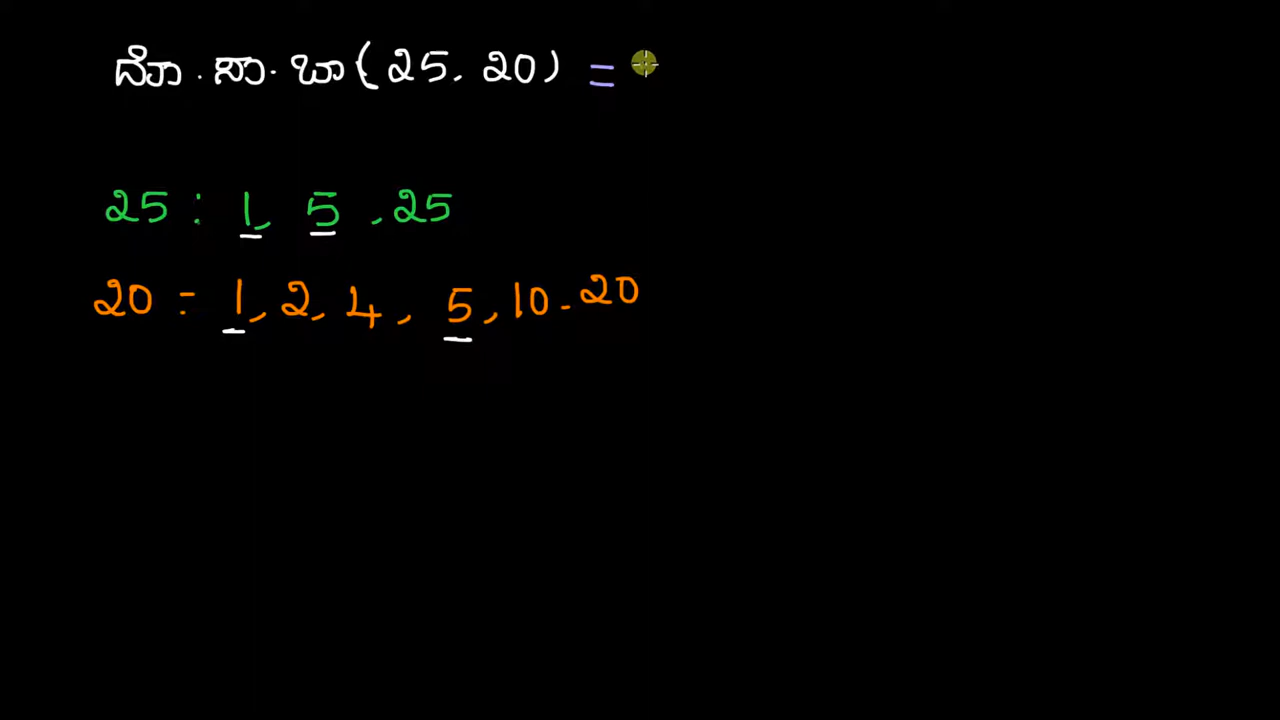 ದೊ.ಸಾ.ಭಾ(25, 20) =
25 : 1, 5, 25
20 = 1, 2, 4, 5, 10, 20